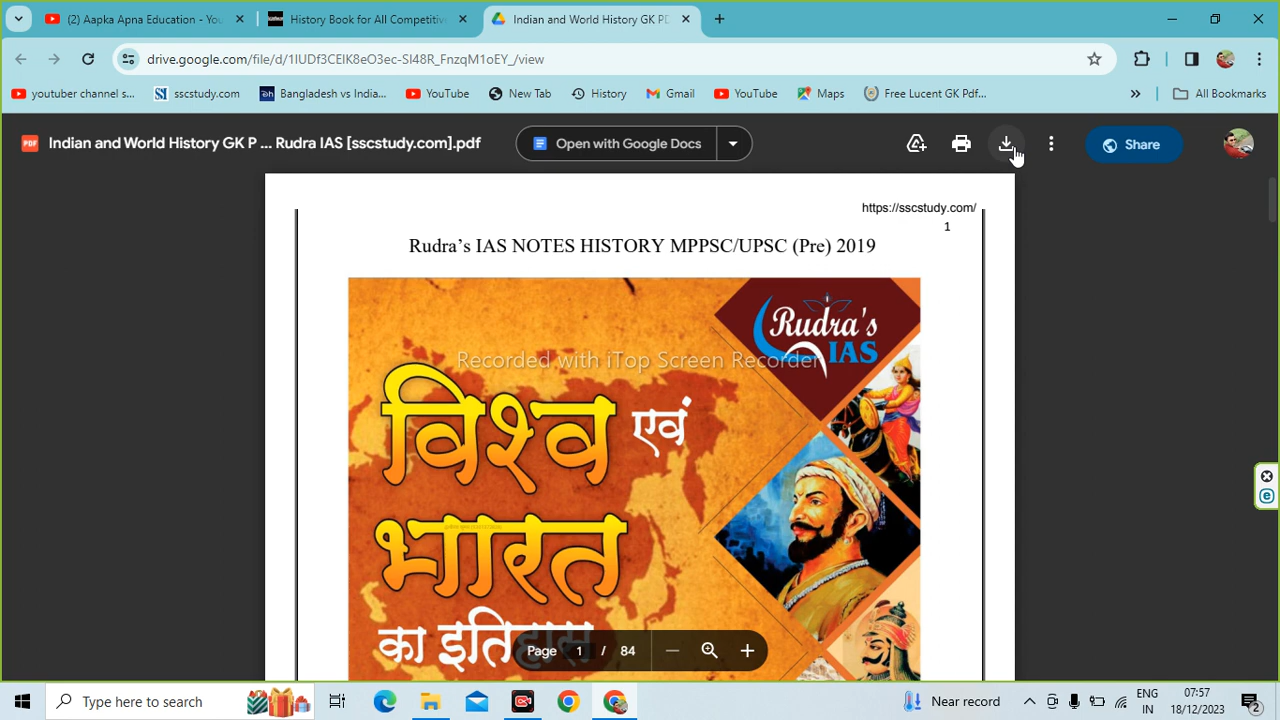 (2) Aapka Apna Education - You
History Book for All Competitiv
Indian and World History GK PD
drive.google.com/file/d/1IUDf3CEIK8eO3ec-SI48R_FnzqM1oEY_/view
youtuber channel s...
sscstudy.com
Bangladesh vs India...
YouTube
New Tab
History
Gmail
YouTube
Maps
Free Lucent GK Pdf...
All Bookmarks
PDF
Indian and World History GK P ... Rudra IAS [sscstudy.com].pdf
Open with Google Docs
Share
https://sscstudy.com/
1
Rudra’s IAS NOTES HISTORY MPPSC/UPSC (Pre) 2019
Rudra's
IAS
Recorded with iTop Screen Recorder
विश्व एवं
भारत
का इतिहास
Page 1 / 84
Type here to search
Near record
ENG
IN
07:57
18/12/2023
2